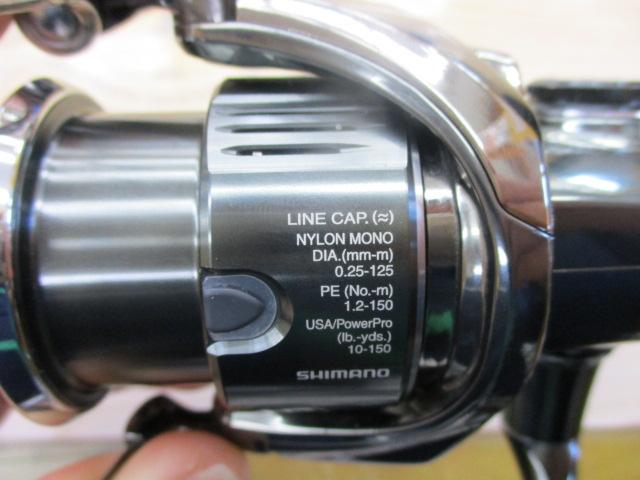 LINE CAP.(≈)
NYLON MONO
DIA.(mm-m)
0.25-125
PE (No.-m)
1.2-150
USA/PowerPro
(lb.-yds.)
10-150
SHIMANO